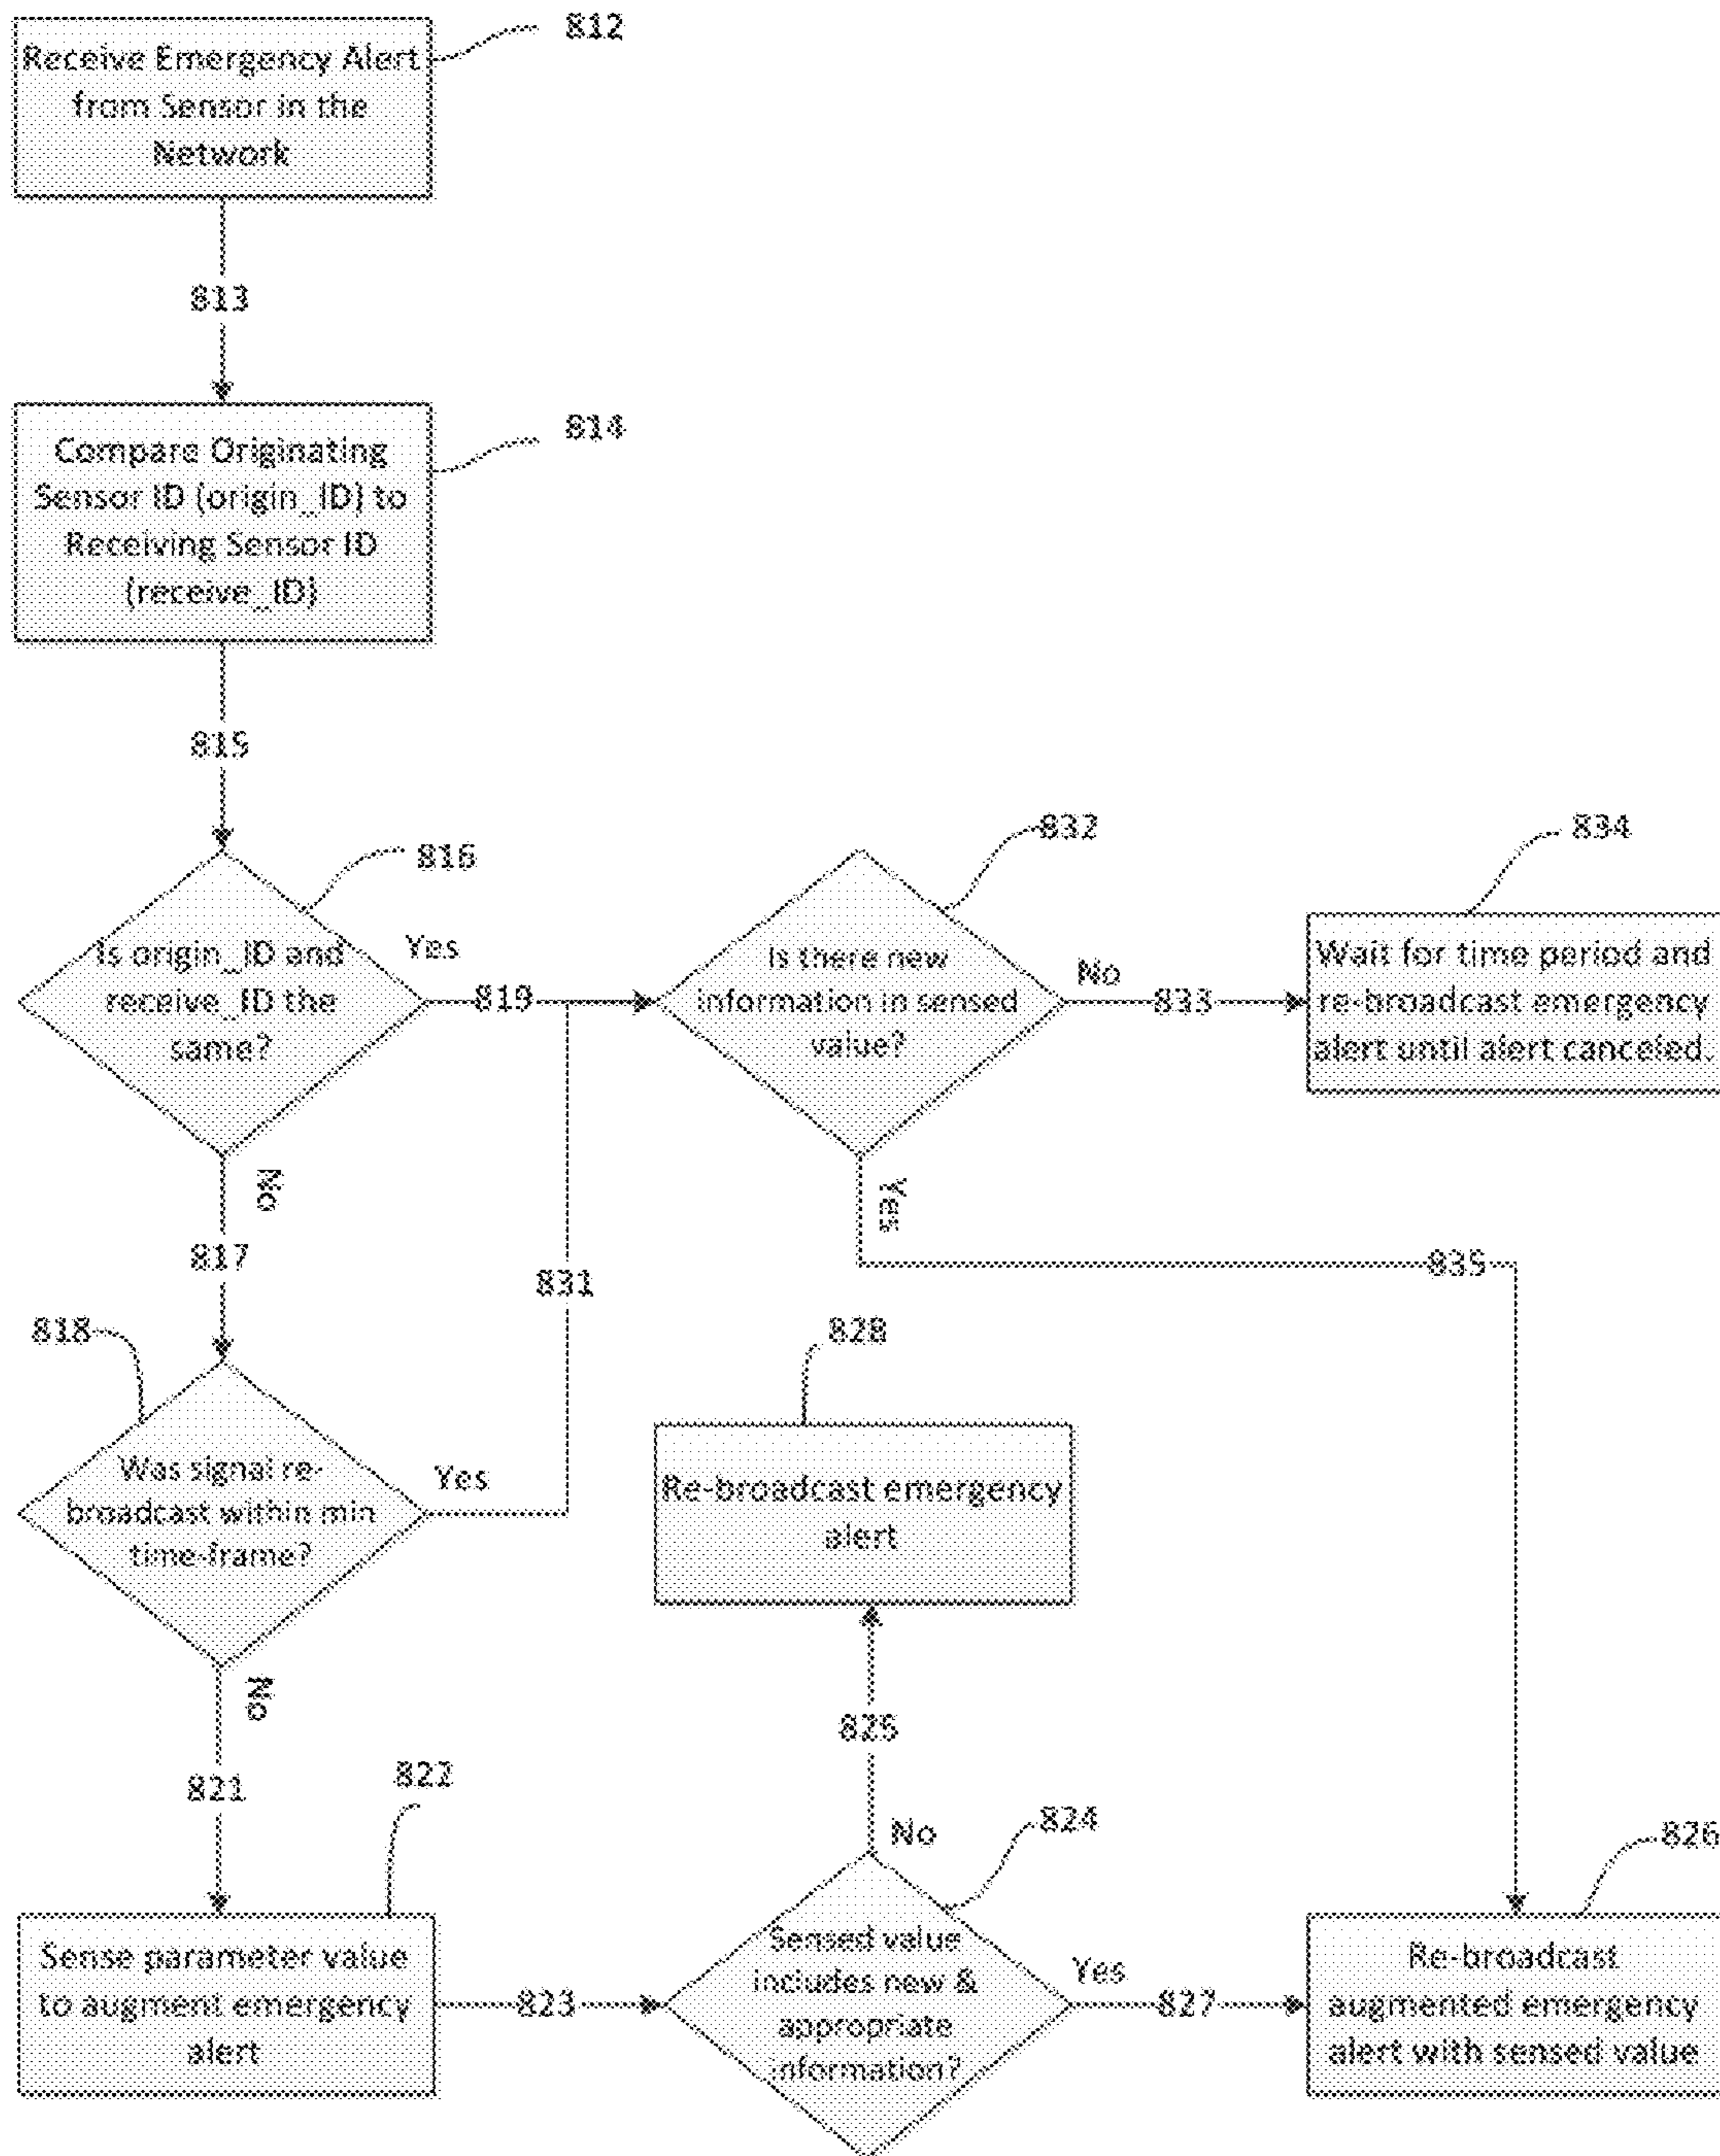 812
Receive Emergency Alert
from Sensor in the
Network
813
814
Compare Originating
Sensor ID (origin_ID) to
Receiving Sensor ID
(receive_ID)
815
816
Is origin_ID and
receive_ID the
same?
Yes
819
No
817
832
Is there new
information in sensed
value?
No
833
Yes
835
834
Wait for time period and
re-broadcast emergency
alert until alert canceled.
831
818
Was signal re-
broadcast within min
time-frame?
Yes
No
821
828
Re-broadcast emergency
alert
825
No
822
Sense parameter value
to augment emergency
alert
823
824
Sensed value
includes new &
appropriate
information?
Yes
827
826
Re-broadcast
augmented emergency
alert with sensed value